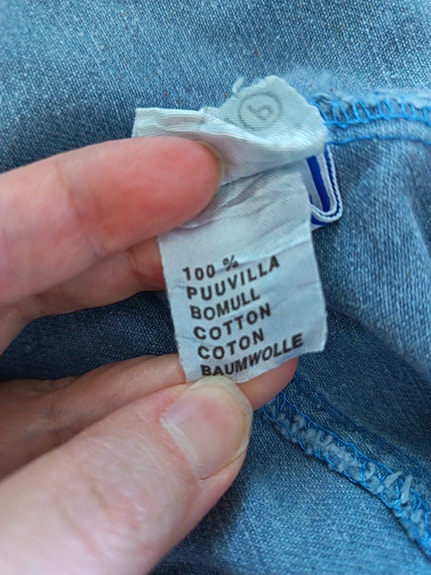 100 %
PUUVILLA
BOMULL
COTTON
COTON
BAUMWOLLE